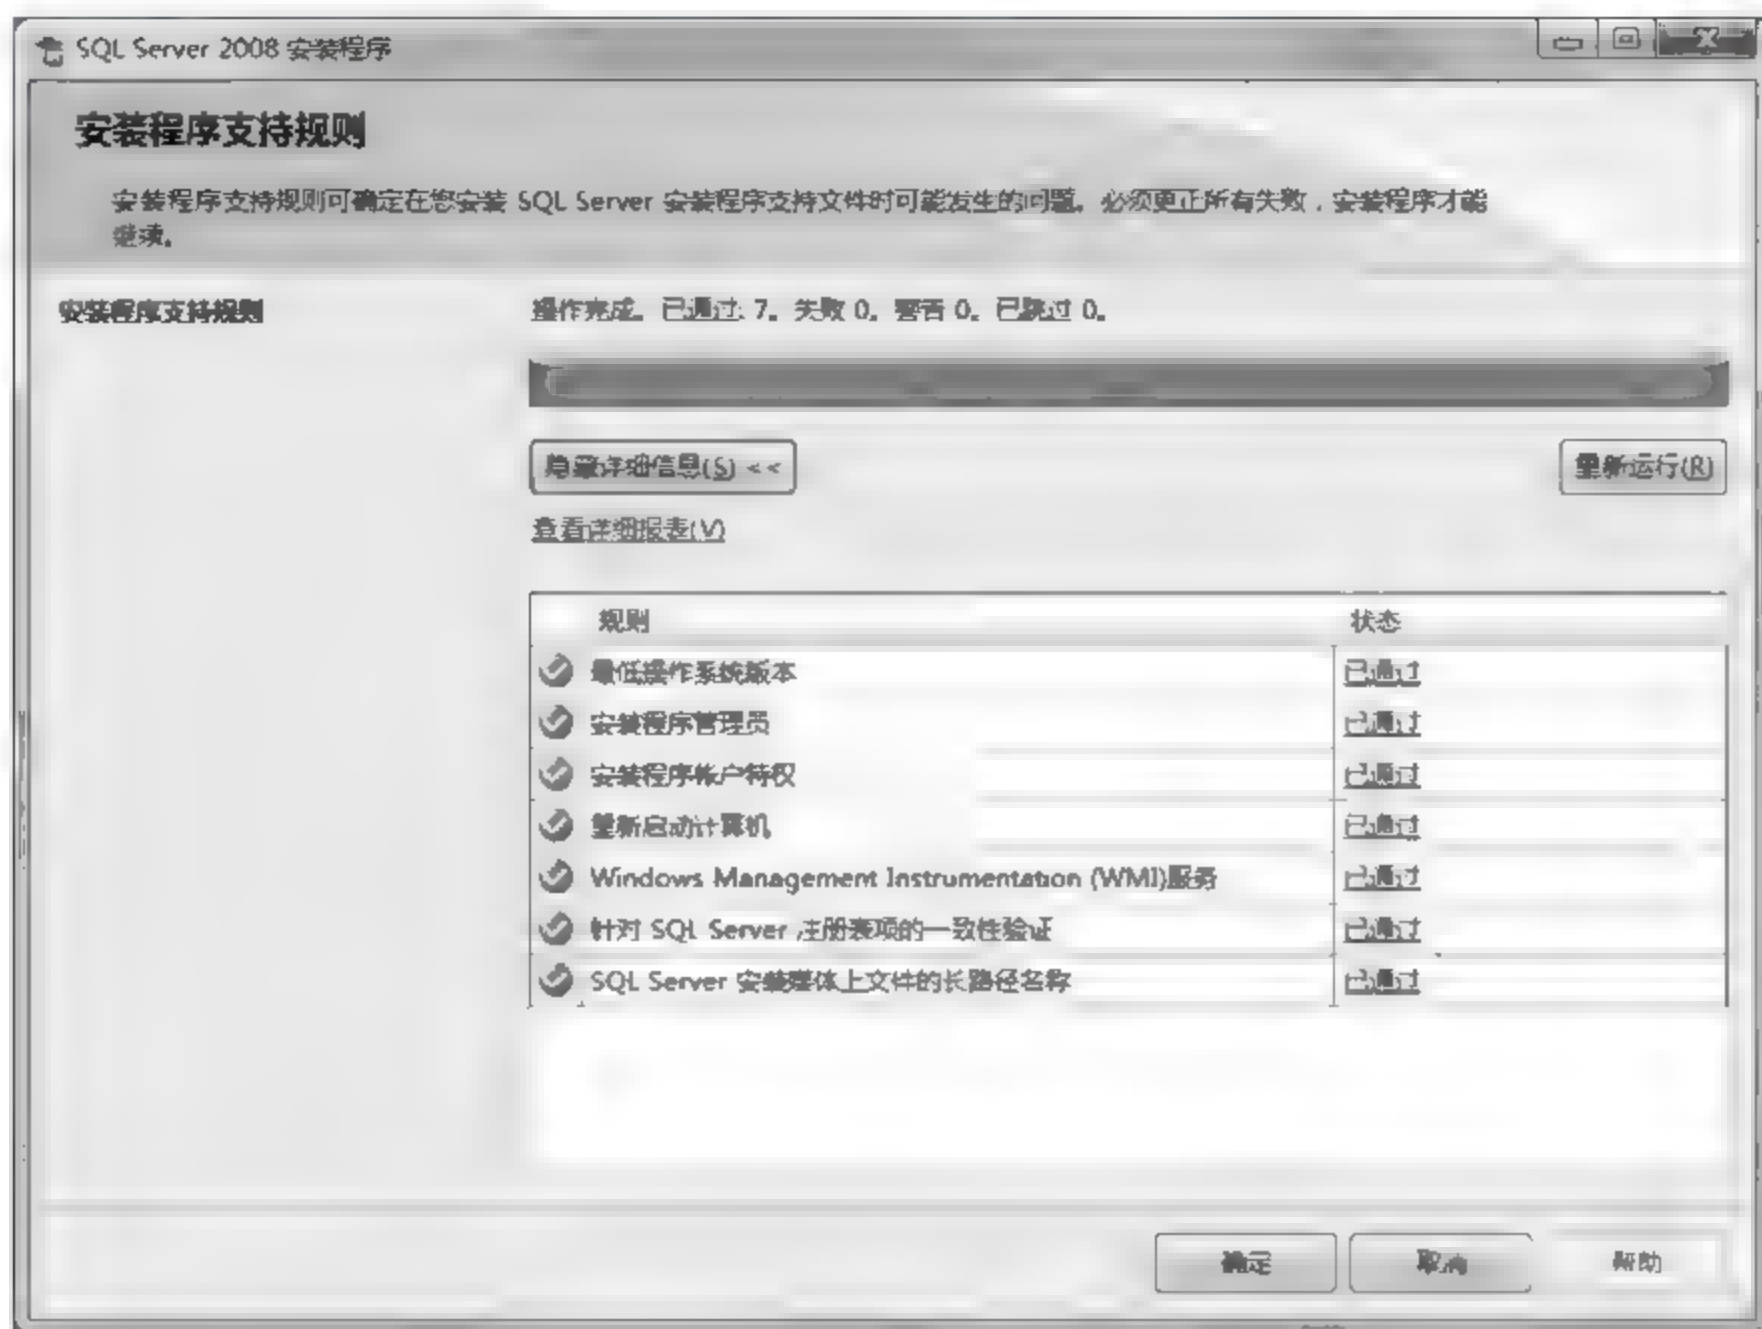 SQL Server 2008 安装程序
安装程序支持规则
安装程序支持规则可确定在您安装 SQL Server 安装程序支持文件时可能发生的问题。必须更正所有失败，安装程序才能
继续。
安装程序支持规则
操作完成。已通过: 7。失败 0。警告 0。已跳过 0。
隐藏详细信息(S) <<
重新运行(R)
查看详细报表(V)
规则 状态
最低操作系统版本 已通过
安装程序管理员 已通过
安装程序帐户特权 已通过
重新启动计算机 已通过
Windows Management Instrumentation (WMI)服务 已通过
针对 SQL Server 注册表项的一致性验证 已通过
SQL Server 安装媒体上文件的长路径名称 已通过
确定 取消 帮助